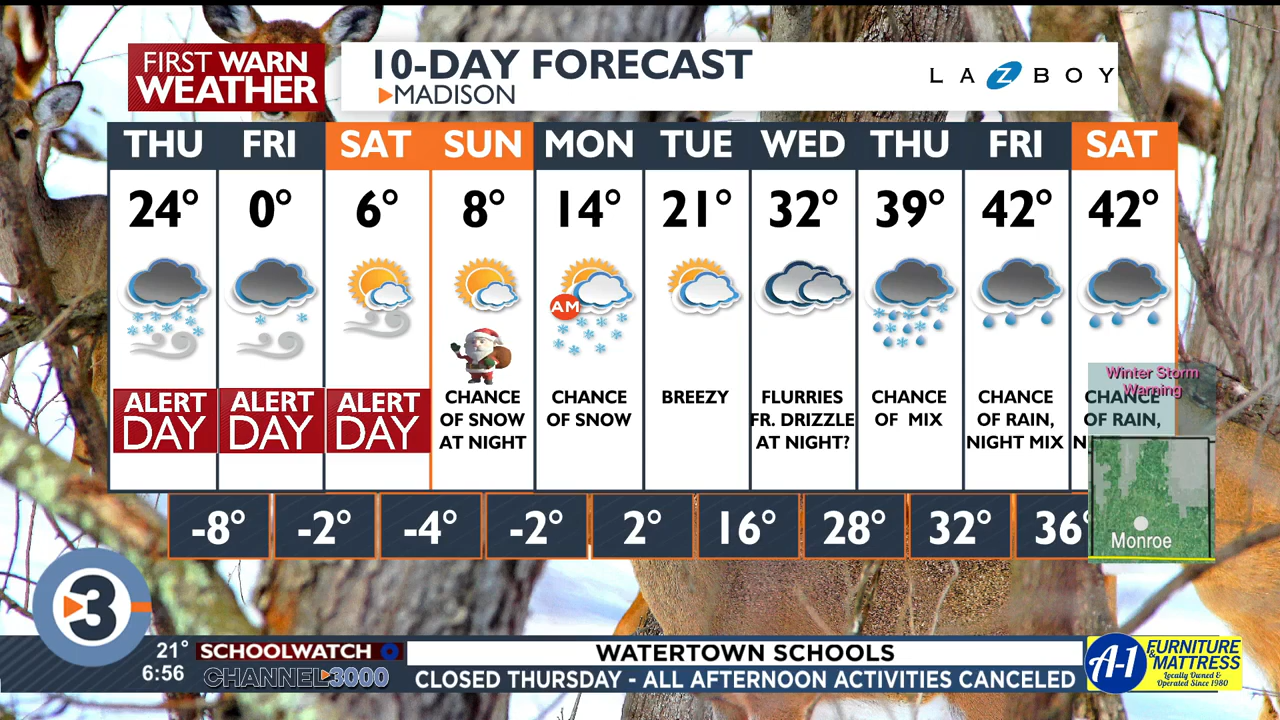 FIRST WARN
WEATHER
10-DAY FORECAST
MADISON
LA Z BOY
THU FRI SAT SUN MON TUE WED THU FRI SAT
24° 0° 6° 8° 14° 21° 32° 39° 42° 42°
AM
ALERT
DAY
ALERT
DAY
ALERT
DAY
CHANCE
OF SNOW
AT NIGHT
CHANCE
OF SNOW
BREEZY
FLURRIES
FR. DRIZZLE
AT NIGHT?
CHANCE
OF MIX
CHANCE
OF RAIN,
NIGHT MIX
CHANCE
OF RAIN,
Winter Storm
Warning
Monroe
-8° -2° -4° -2° 2° 16° 28° 32° 36°
3
21°
6:56
SCHOOLWATCH
CHANNEL3000
WATERTOWN SCHOOLS
CLOSED THURSDAY - ALL AFTERNOON ACTIVITIES CANCELED
A-1
FURNITURE
& MATTRESS
Locally Owned &
Operated Since 1980